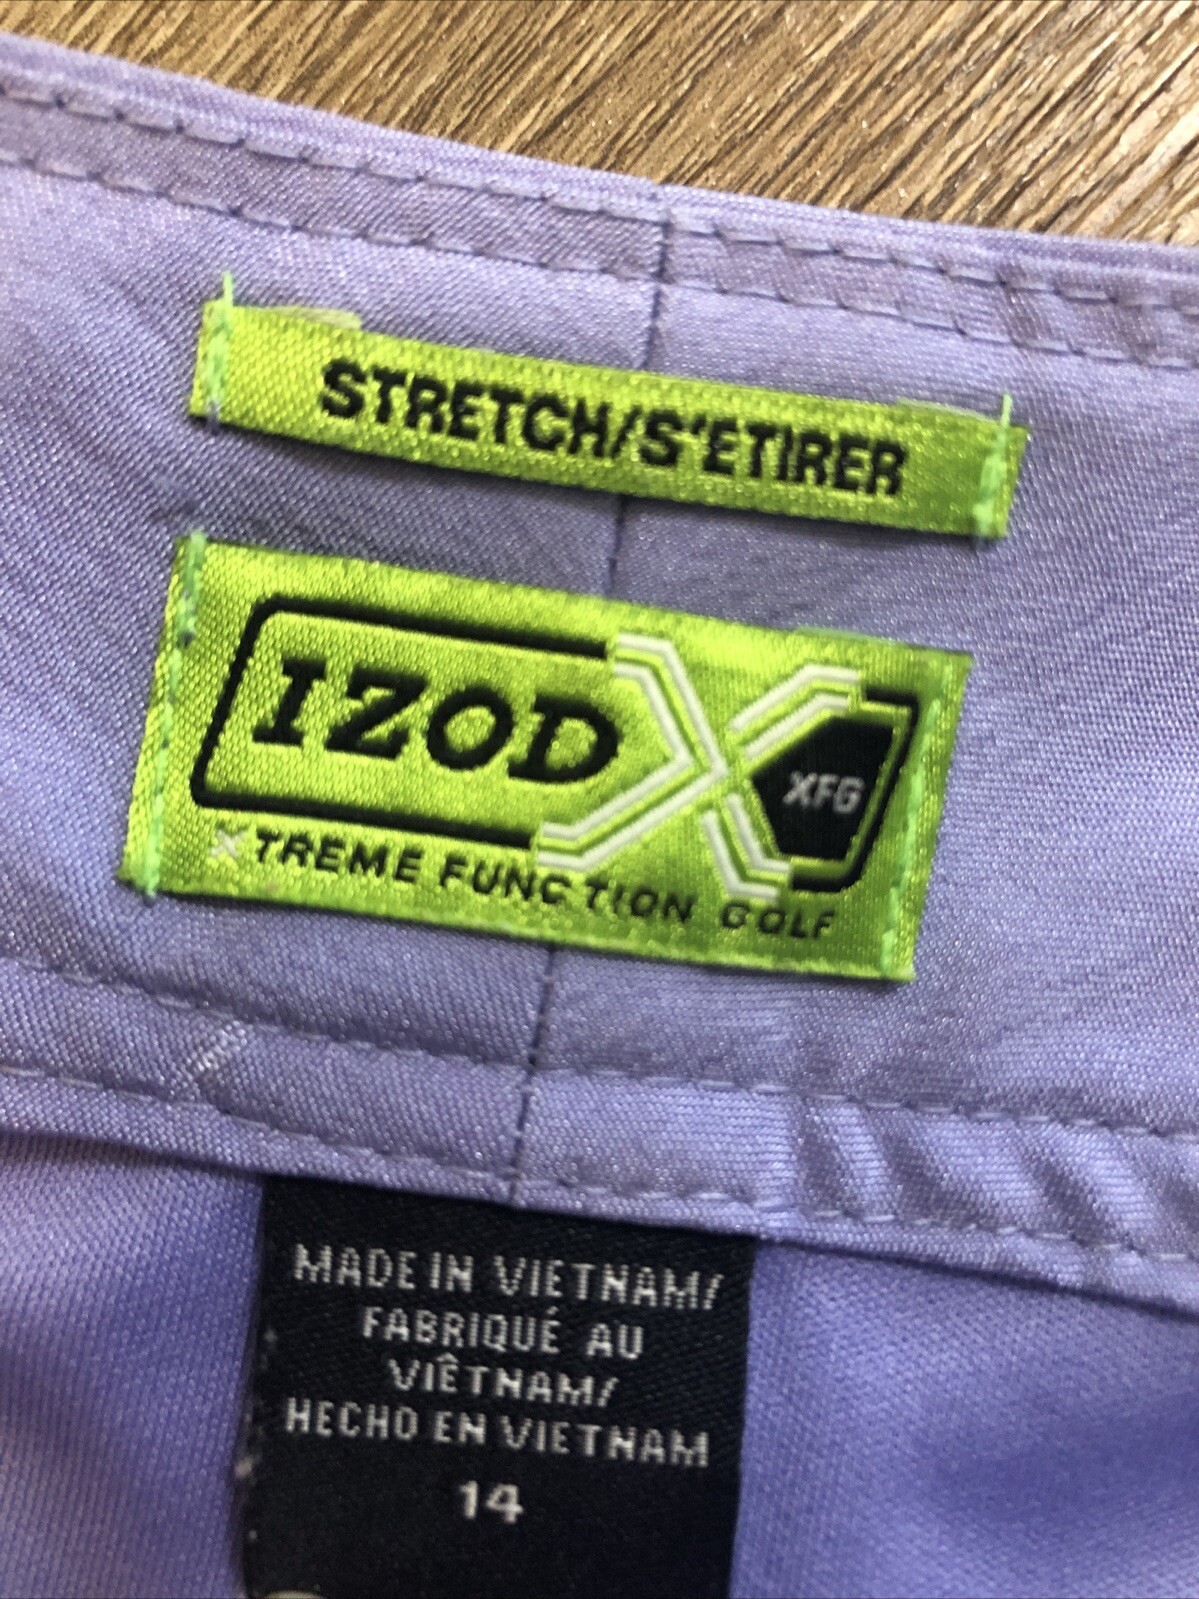 STRETCH/S'ETIRER
IZOD
XFG
XTREME FUNCTION GOLF
MADE IN VIETNAM/
FABRIQUÉ AU
VIÊTNAM/
HECHO EN VIETNAM
14